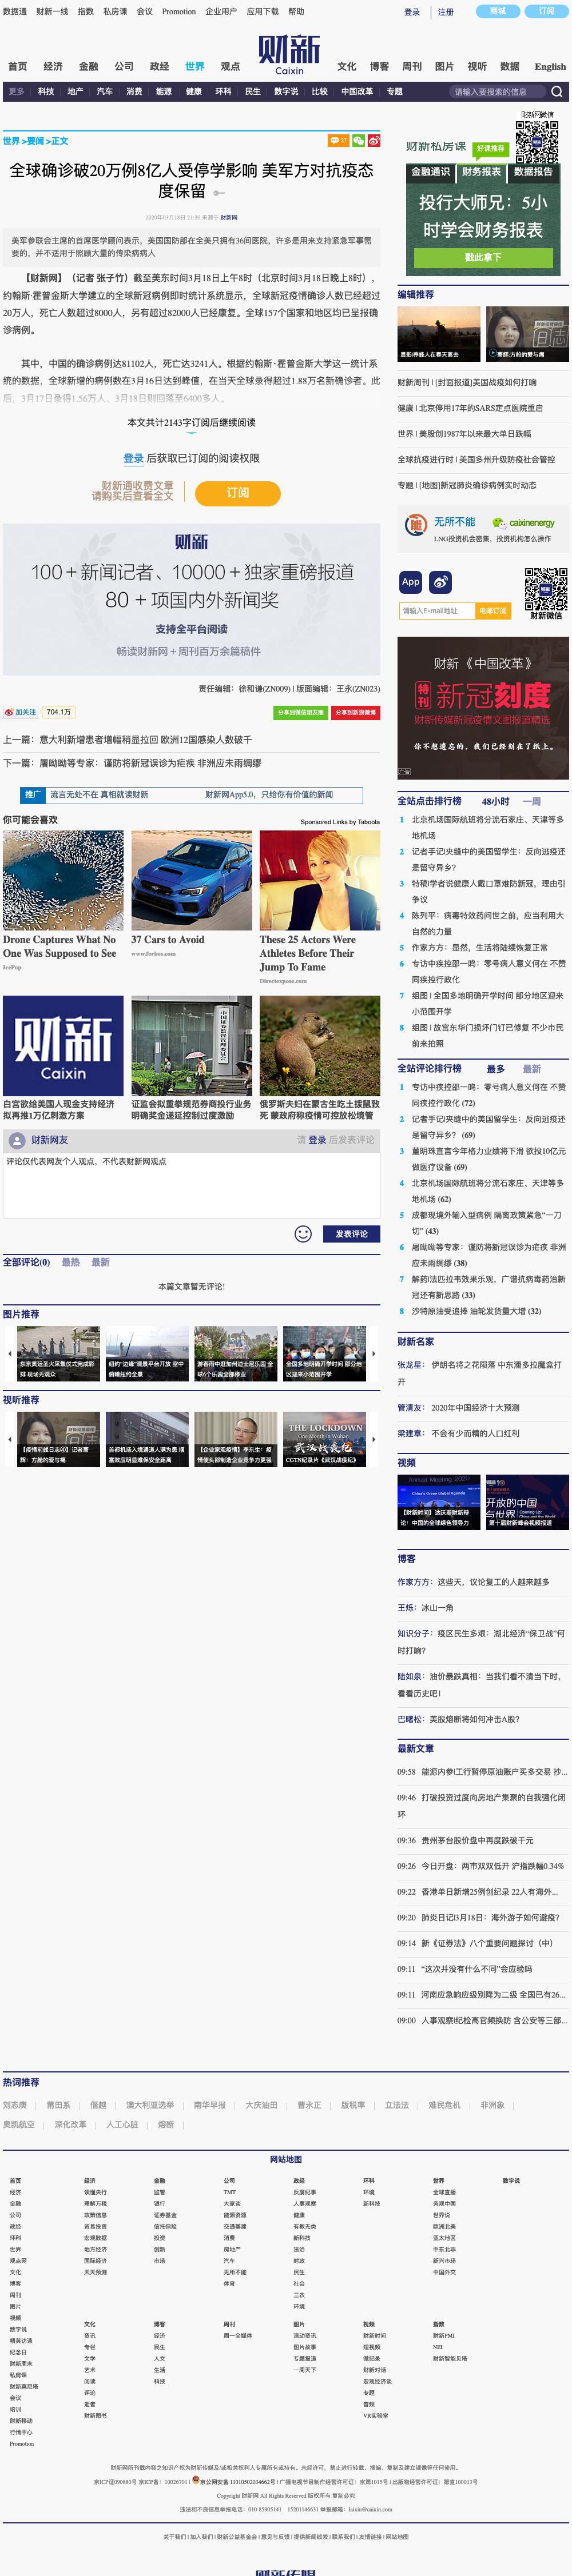 数据通 财新一线 指数 私房课 会议 Promotion 企业用户 应用下载 帮助
登录 注册 商城 订阅
首页 经济 金融 公司 政经 世界 观点
财新
Caixin
文化 博客 周刊 图片 视听 数据 English
更多 科技 地产 汽车 消费 能源 健康 环科 民生 数字说 比较 中国改革 专题
请输入要搜索的信息
世界 >要闻 >正文
全球确诊破20万例8亿人受停学影响 美军方对抗疫态
度保留
2020年03月18日 21:30 来源于 财新网
美军参联会主席的首席医学顾问表示，美国国防部在全美只拥有36间医院，许多是用来支持紧急军事需
要的，并不适用于照顾大量的传染病病人
【财新网】（记者 张子竹）截至美东时间3月18日上午8时（北京时间3月18日晚上8时），
约翰斯·霍普金斯大学建立的全球新冠病例即时统计系统显示，全球新冠疫情确诊人数已经超过
20万人，死亡人数超过8000人，另有超过82000人已经康复。全球157个国家和地区均已呈报确
诊病例。
其中，中国的确诊病例达81102人，死亡达3241人。根据约翰斯·霍普金斯大学这一统计系
统的数据，全球新增的病例数在3月16日达到峰值，在当天全球录得超过1.88万名新确诊者。此
后，3月17日录得1.56万人、3月18日则回落至6400多人。
本文共计2143字订阅后继续阅读
登录 后获取已订阅的阅读权限
财新通收费文章
请购买后查看全文
订阅
财新
100＋新闻记者、10000＋独家重磅报道
80＋项国内外新闻奖
支持全平台阅读
畅读财新网＋周刊百万余篇稿件
责任编辑：徐和谦(ZN009) | 版面编辑：王永(ZN023)
加关注 704.1万
分享到微信朋友圈 分享到新浪微博
上一篇：意大利新增患者增幅稍显拉回 欧洲12国感染人数破千
下一篇：屠呦呦等专家：谨防将新冠误诊为疟疾 非洲应未雨绸缪
推广 流言无处不在 真相就读财新 财新网App5.0，只给你有价值的新闻
你可能会喜欢
Sponsored Links by Taboola
Drone Captures What No
One Was Supposed to See
IcePop
37 Cars to Avoid
www.forbes.com
These 25 Actors Were
Athletes Before Their
Jump To Fame
Directexpose.com
财新
Caixin
白宫欲给美国人现金支持经济
拟再推1万亿刺激方案
证监会拟重拳规范券商投行业务
明确奖金递延控制过度激励
俄罗斯夫妇在蒙古生吃土拨鼠致
死 蒙政府称疫情可控放松境管
财新网友
请 登录 后发表评论
评论仅代表网友个人观点，不代表财新网观点
发表评论
全部评论(0) 最热 最新
本篇文章暂无评论!
图片推荐
东京奥运圣火采集仪式完成彩
排 现场无观众
纽约“边缘”观景平台开放 空中
俯瞰纽约全景
游客雨中赴加州迪士尼乐园 全
球6个乐园全部停业
全国多地明确开学时间 部分地
区迎来小范围开学
视听推荐
【疫情前线日志④】记者萧
辉：方舱的爱与痛
首都机场入境通道人满为患 嘈
塞攻应明显难保安全距离
【企业家观疫情】李东生：疫
情使头部制造企业竞争力更强
THE LOCKDOWN
One Month in Wuhan
武汉战疫纪
CGTN纪录片《武汉战疫纪》
财新网微信
财新私房课
好课推荐
金融通识 财务报表 数据报告
投行大师兄：5小
时学会财务报表
戳此拿下
编辑推荐
显影|养蜂人在春天离去
萧辉:方舱的爱与痛
财新周刊 | [封面报道]美国战疫如何打响
健康 | 北京停用17年的SARS定点医院重启
世界 | 美股创1987年以来最大单日跌幅
全球抗疫进行时 | 美国多州升级防疫社会管控
专题 | [地图]新冠肺炎确诊病例实时动态
无所不能 caixinenergy
LNG投资机会密集，投资机构怎么操作
App
请输入E-mail地址 电邮订阅
财新微信
财新《中国改革》
特刊 新冠刻度
财新传媒新冠疫情文图报道精选
你不想遗忘的，我们已经刻在了纸上。
广告
全站点击排行榜 48小时 一周
1 北京机场国际航班将分流石家庄、天津等多
地机场
2 记者手记|夹缝中的美国留学生：反向逃疫还
是留守异乡？
3 特稿|学者说健康人戴口罩难防新冠，理由引
争议
4 陈列平：病毒特效药问世之前，应当利用大
自然的力量
5 作家方方：显然，生活将陆续恢复正常
6 专访中疾控邵一鸣：零号病人意义何在 不赞
同疾控行政化
7 组图 | 全国多地明确开学时间 部分地区迎来
小范围开学
8 组图 | 故宫东华门损坏门钉已修复 不少市民
前来拍照
全站评论排行榜 最多 最新
1 专访中疾控邵一鸣：零号病人意义何在 不赞
同疾控行政化 (72)
2 记者手记|夹缝中的美国留学生：反向逃疫还
是留守异乡？ (69)
3 董明珠直言今年格力业绩将下滑 欲投10亿元
做医疗设备 (69)
4 北京机场国际航班将分流石家庄、天津等多
地机场 (62)
5 成都现境外输入型病例 隔离政策紧急“一刀
切” (43)
6 屠呦呦等专家：谨防将新冠误诊为疟疾 非洲
应未雨绸缪 (38)
7 解药|法匹拉韦效果乐观，广谱抗病毒药治新
冠还有新思路 (33)
8 沙特原油受追捧 油轮发货量大增 (32)
财新名家
张龙星： 伊朗名将之花陨落 中东潘多拉魔盒打
开
管清友： 2020年中国经济十大预测
梁建章： 不会有少而精的人口红利
视频
【财新时间】达沃斯财新辩
论：中国的全球绿色领导力
第十届财新峰会视频报道
博客
作家方方：这些天，议论复工的人越来越多
王烁：冰山一角
知识分子：疫区民生多艰：湖北经济“保卫战”何
时打响？
陆如泉：油价暴跌真相：当我们看不清当下时，
看看历史吧！
巴曙松：美股熔断将如何冲击A股？
最新文章
09:58 能源内参|工行暂停原油账户买多交易 抄...
09:46 打破投资过度向房地产集聚的自我强化闭
环
09:36 贵州茅台股价盘中再度跌破千元
09:26 今日开盘：两市双双低开 沪指跌幅0.34%
09:22 香港单日新增25例创纪录 22人有海外...
09:20 肺炎日记|3月18日：海外游子如何避疫？
09:14 新《证券法》八个重要问题探讨（中）
09:11 “这次并没有什么不同”会应验吗
09:11 河南应急响应级别降为二级 全国已有26...
09:00 人事观察|纪检高官频换防 含公安等三部...
热词推荐
刘志庚 莆田系 僭越 澳大利亚选举 南华早报 大庆油田 曹永正 版税率 立法法 难民危机 非洲象
奥凯航空 深化改革 人工心脏 熔断
网站地图
首页 经济 金融 公司 政经 环科 世界 数字说
经济 读懂央行 监管 TMT 反腐纪事 环境 全球直播
金融 理解万税 银行 大家谈 人事观察 新科技 旁观中国
公司 政策信息 证券基金 能源资源 健康 世界说
政经 贸易投资 信托保险 交通基建 有教无类 欧洲北美
环科 宏观数据 投资 消费 新科技 亚太地区
世界 地方经济 创新 房地产 法治 中东北非
观点网 国际经济 市场 汽车 时政 新兴市场
文化 天天预测 无所不能 民生 中国外交
博客 体育 社会
周刊 三农
图片 环境
视频
数字说
精英访谈
纪念日
财新周末
私房课
财新莫尼塔
会议
培训
财新移动
行情中心
Promotion
文化 博客 周刊 图片 视频 指数
资讯 经济 周一全媒体 滚动资讯 财新时间 财新PMI
专栏 民生 图片故事 短视频 NEI
文学 人文 专题报道 微纪录 财新智能贝塔
艺术 生活 一周天下 财新对话
阅读 科技 宏观经济谈
评论 专题
逝者 音频
财新图书 VR实验室
财新网所刊载内容之知识产权为财新传媒及/或相关权利人专属所有或持有。未经许可，禁止进行转载、摘编、复制及建立镜像等任何使用。
京ICP证090880号 京ICP备：10026701 | 京公网安备 11010502034662号 | 广播电视节目制作经营许可证：京第1015号 | 出版物经营许可证：第直100013号
Copyright 财新网 All Rights Reserved 版权所有 复制必究
违法和不良信息举报电话：010-85905141 15201146631 举报邮箱：laixin@caixin.com
关于我们 | 加入我们 | 财新公益基金会 | 意见与反馈 | 提供新闻线索 | 联系我们 | 友情链接 | 网站地图
财新传媒